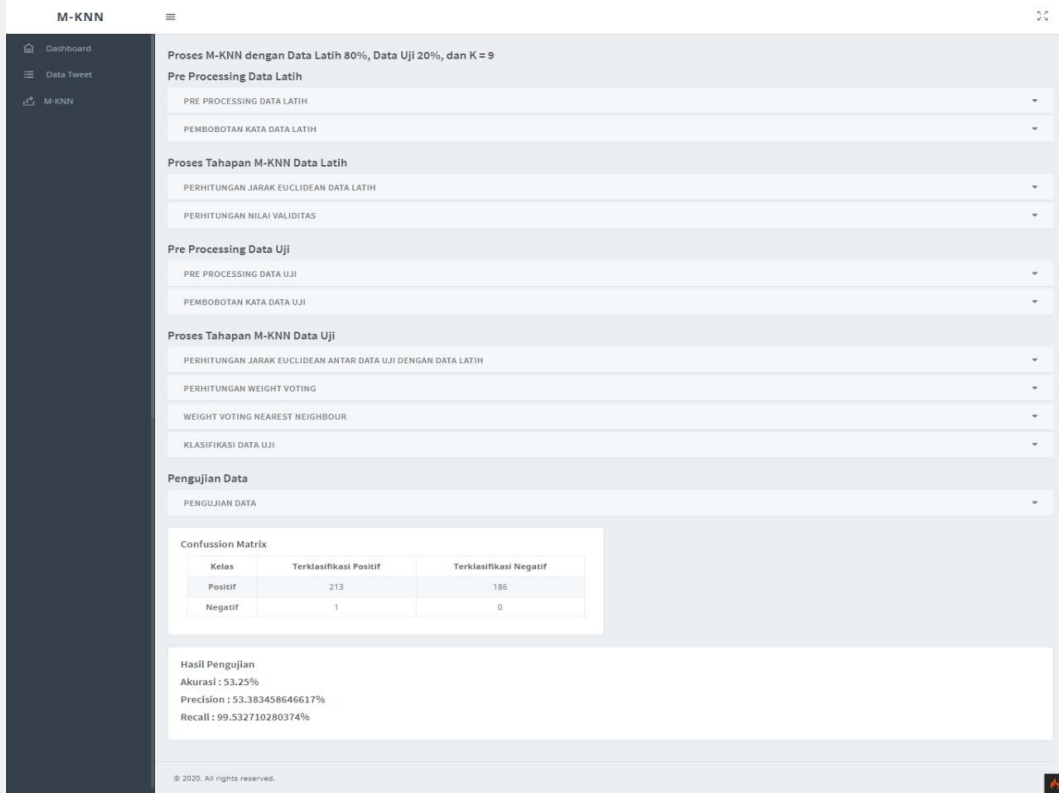 M-KNN
Dashboard
Data Tweet
M-KNN
Proses M-KNN dengan Data Latih 80%, Data Uji 20%, dan K = 9
Pre Processing Data Latih
PRE PROCESSING DATA LATIH
PEMBOBOTAN KATA DATA LATIH
Proses Tahapan M-KNN Data Latih
PERHITUNGAN JARAK EUCLIDEAN DATA LATIH
PERHITUNGAN NILAI VALIDITAS
Pre Processing Data Uji
PRE PROCESSING DATA UJI
PEMBOBOTAN KATA DATA UJI
Proses Tahapan M-KNN Data Uji
PERHITUNGAN JARAK EUCLIDEAN ANTAR DATA UJI DENGAN DATA LATIH
PERHITUNGAN WEIGHT VOTING
WEIGHT VOTING NEAREST NEIGHBOUR
KLASIFIKASI DATA UJI
Pengujian Data
PENGUJIAN DATA
Confussion Matrix
Kelas Terklasifikasi Positif Terklasifikasi Negatif
Positif 213 186
Negatif 1 0
Hasil Pengujian
Akurasi : 53.25%
Precision : 53.383458646617%
Recall : 99.532710280374%
© 2020. All rights reserved.